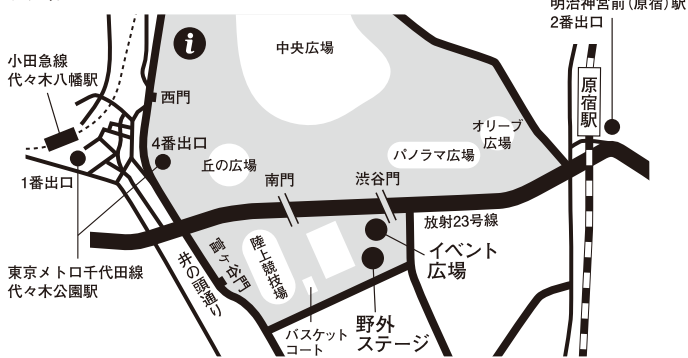 明治神宮前(原宿)駅
2番出口
i
中央広場
小田急線
代々木八幡駅
西門
原宿駅
オリーブ
広場
4番出口
パノラマ広場
丘の広場
1番出口
南門
渋谷門
放射23号線
イベント
広場
富ヶ谷門
陸上競技場
井の頭通り
東京メトロ千代田線
代々木公園駅
バスケット
コート
野外
ステージ